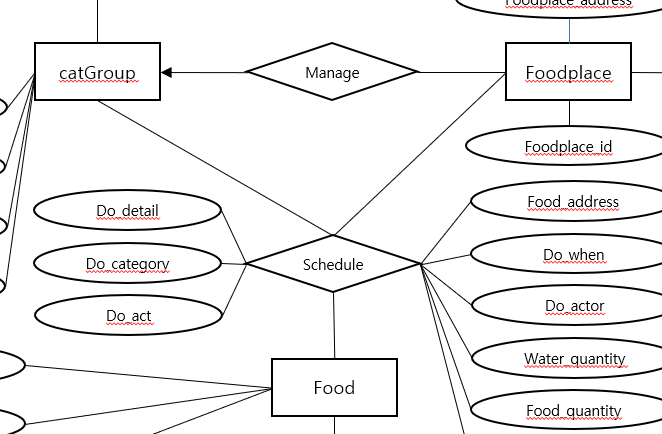 Foodplace_address
catGroup
Manage
Foodplace
Foodplace_id
Do_detail
Food_address
Do_category
Schedule
Do_when
Do_act
Do_actor
Water_quantity
Food
Food_quantity